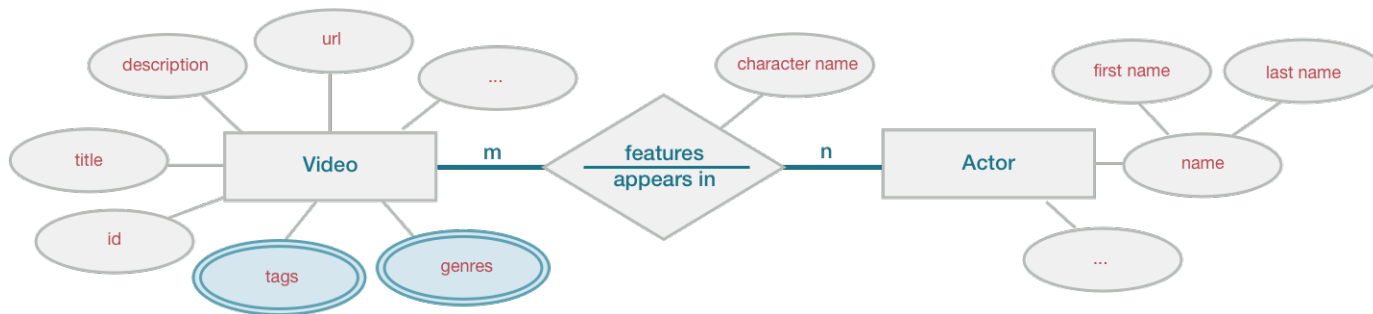 url
description
...
character name
first name
last name
title
Video
m
features
appears in
n
Actor
name
id
tags
genres
...